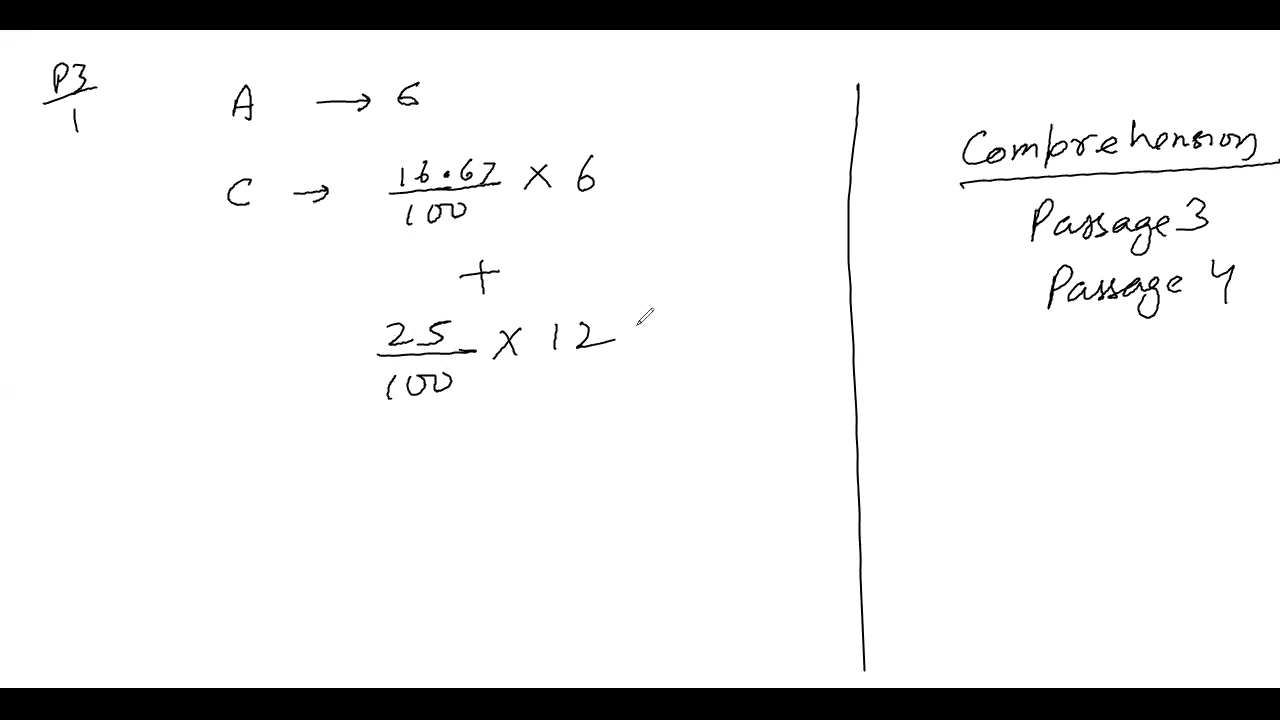 P3/1
A → 6
C → 16.67/100 × 6
+
25/100 × 12
Comprehension
Passage 3
Passage 4